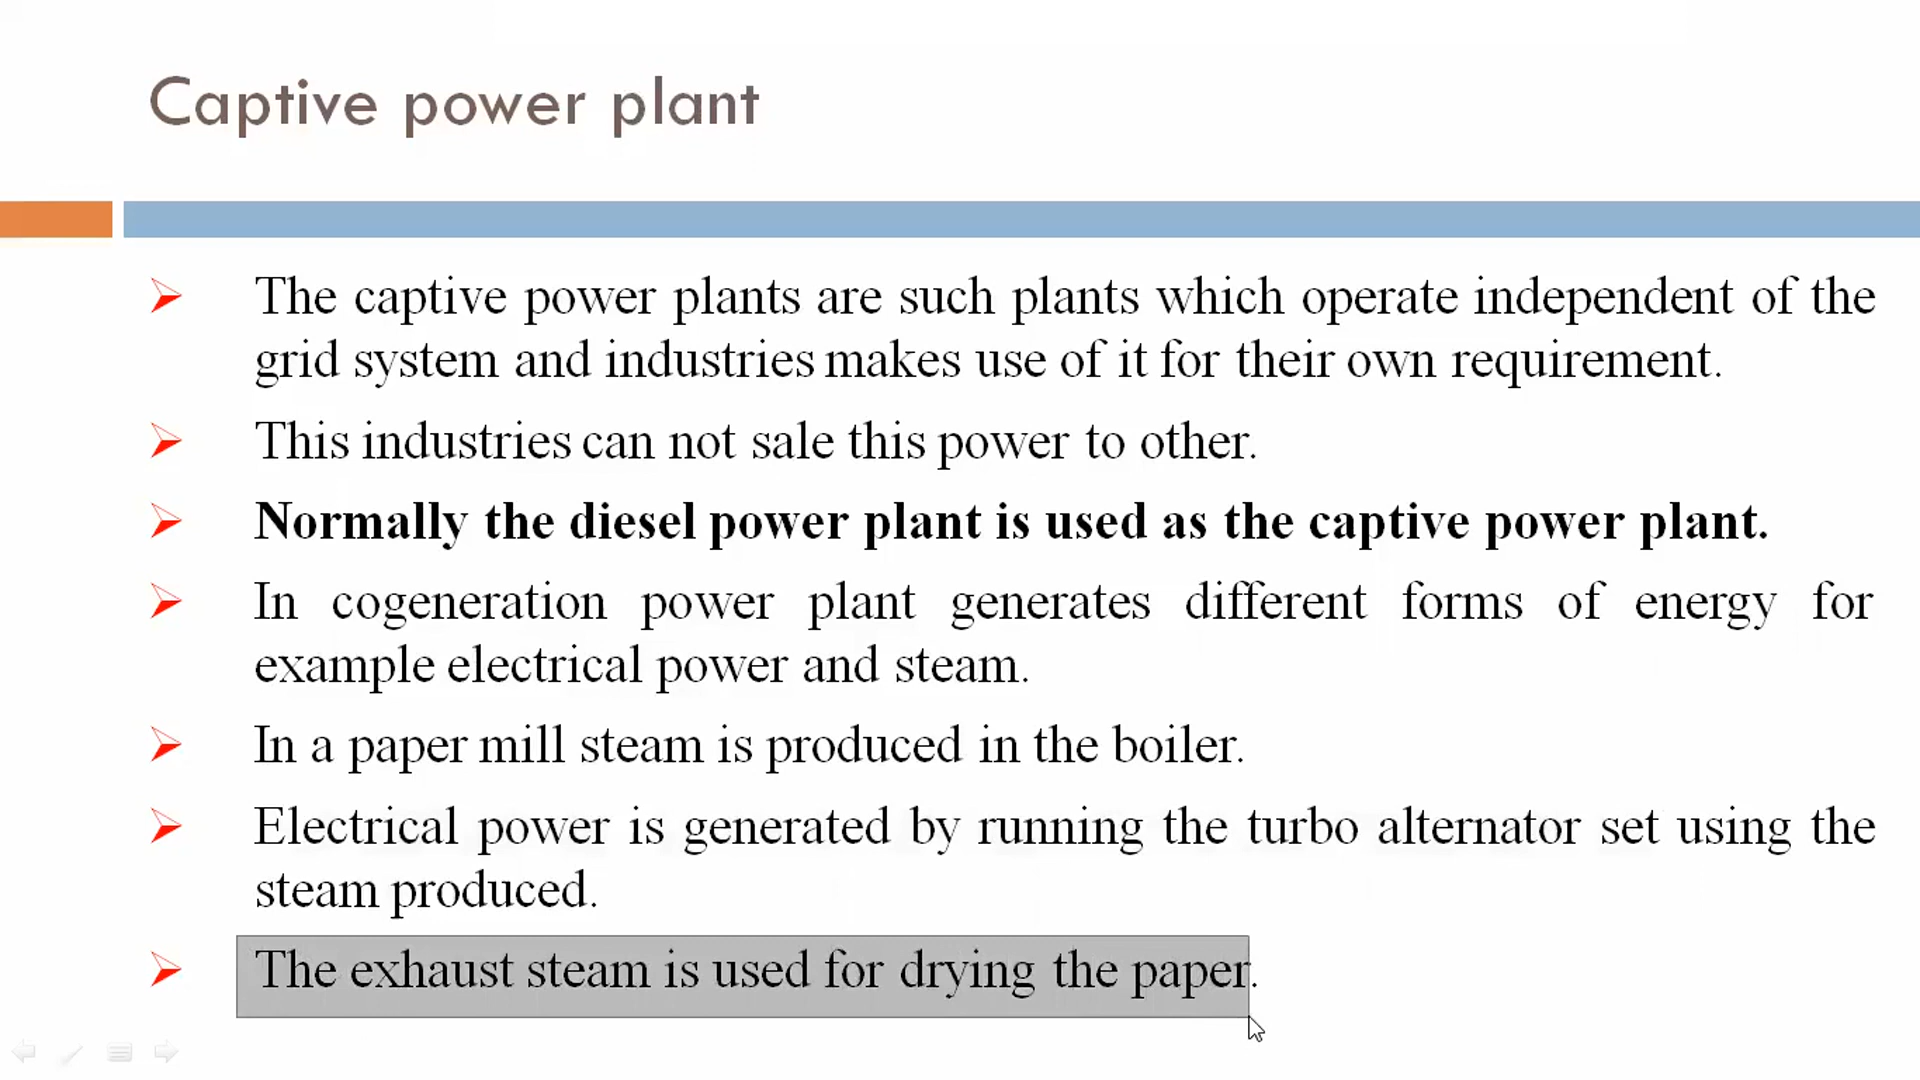 Captive power plant
The captive power plants are such plants which operate independent of the
grid system and industries makes use of it for their own requirement.
This industries can not sale this power to other.
Normally the diesel power plant is used as the captive power plant.
In cogeneration power plant generates different forms of energy for
example electrical power and steam.
In a paper mill steam is produced in the boiler.
Electrical power is generated by running the turbo alternator set using the
steam produced.
The exhaust steam is used for drying the paper.